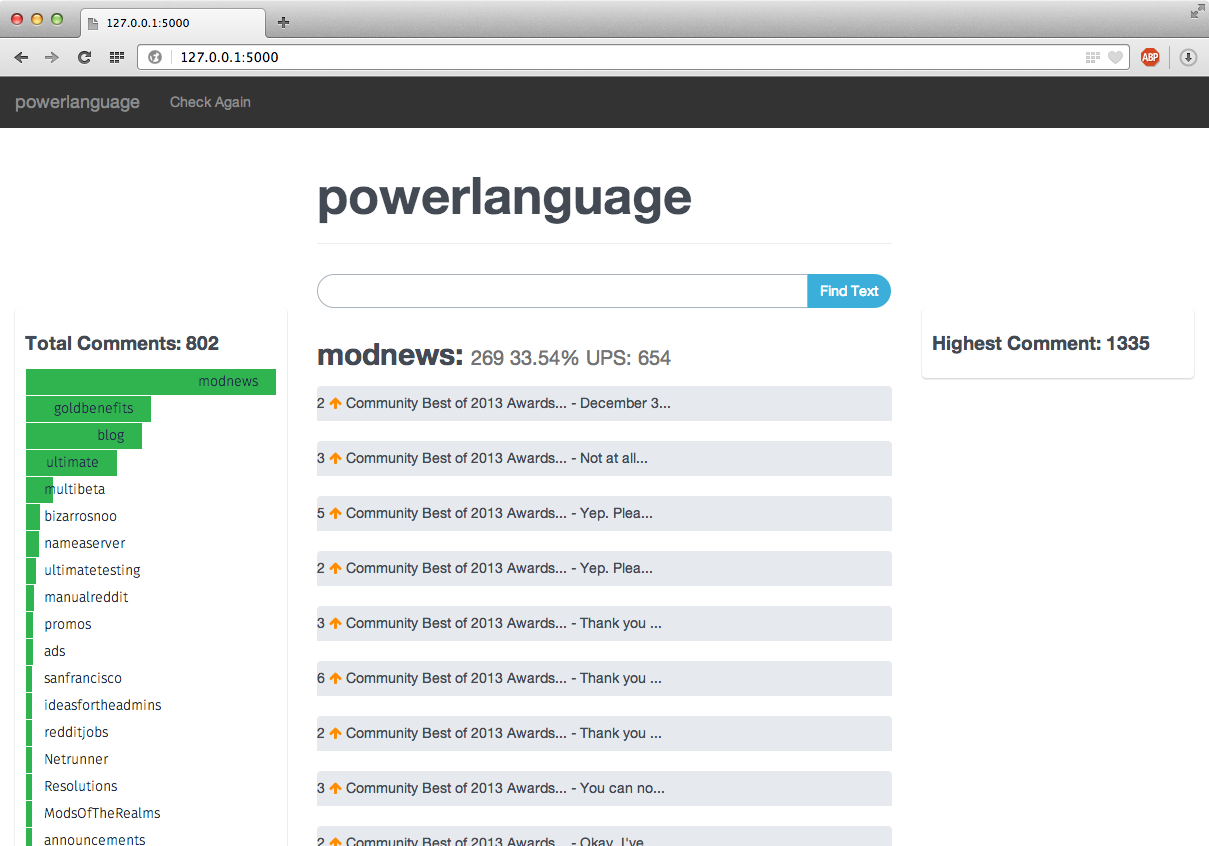 127.0.0.1:5000
127.0.0.1:5000
ABP
powerlanguage Check Again
powerlanguage
Find Text
Total Comments: 802
modnews
goldbenefits
blog
ultimate
multibeta
bizarrosnoo
nameaserver
ultimatetesting
manualreddit
promos
ads
sanfrancisco
ideasfortheadmins
redditjobs
Netrunner
Resolutions
ModsOfTheRealms
announcements
modnews: 269 33.54% UPS: 654
2 Community Best of 2013 Awards... - December 3...
3 Community Best of 2013 Awards... - Not at all...
5 Community Best of 2013 Awards... - Yep. Plea...
2 Community Best of 2013 Awards... - Yep. Plea...
3 Community Best of 2013 Awards... - Thank you ...
6 Community Best of 2013 Awards... - Thank you ...
2 Community Best of 2013 Awards... - Thank you ...
3 Community Best of 2013 Awards... - You can no...
2 Community Best of 2013 Awards... - Okay, I've
Highest Comment: 1335